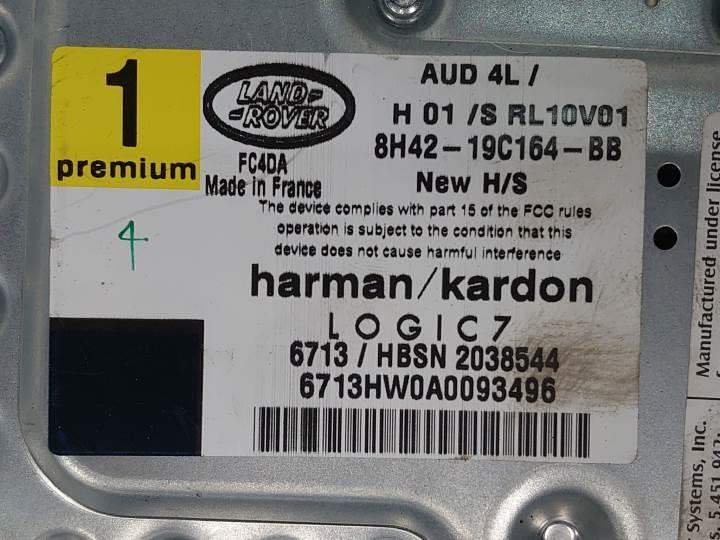 1
premium
LAND-
-ROVER
FC4DA
Made in France
AUD 4L /
H 01 /S RL10V01
8H42-19C164-BB
New H/S
The device complies with part 15 of the FCC rules
operation is subject to the condition that this
device does not cause harmful interference
4
harman/kardon
LOGIC7
6713 / HBSN 2038544
6713HW0A0093496
Manufactured under license
Systems, Inc.